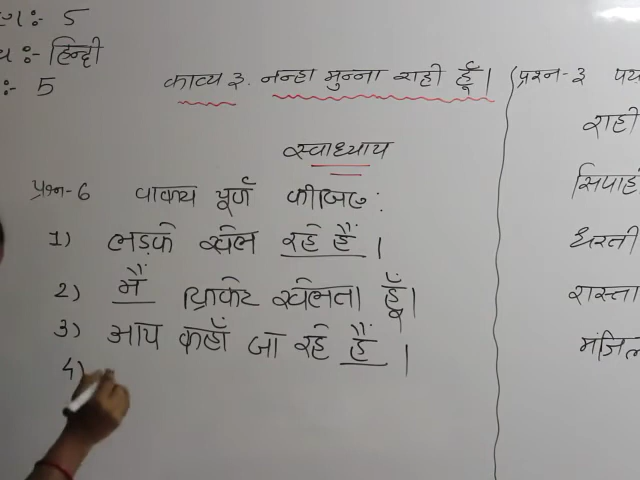 :- 5
:- हिन्दी
:- 5
काव्य ३. नन्हा मुन्ना राही हूँ।
स्वाध्याय
प्रश्न-6 वाक्य पूर्ण कीजिए:
1) लड़के खेल रहे हैं।
2) मैं क्रिकेट खेलता हूँ।
3) आप कहाँ जा रहे हैं।
4)
प्रश्न-३
राही
सिपाही
धरती
रास्ता
मंजिल